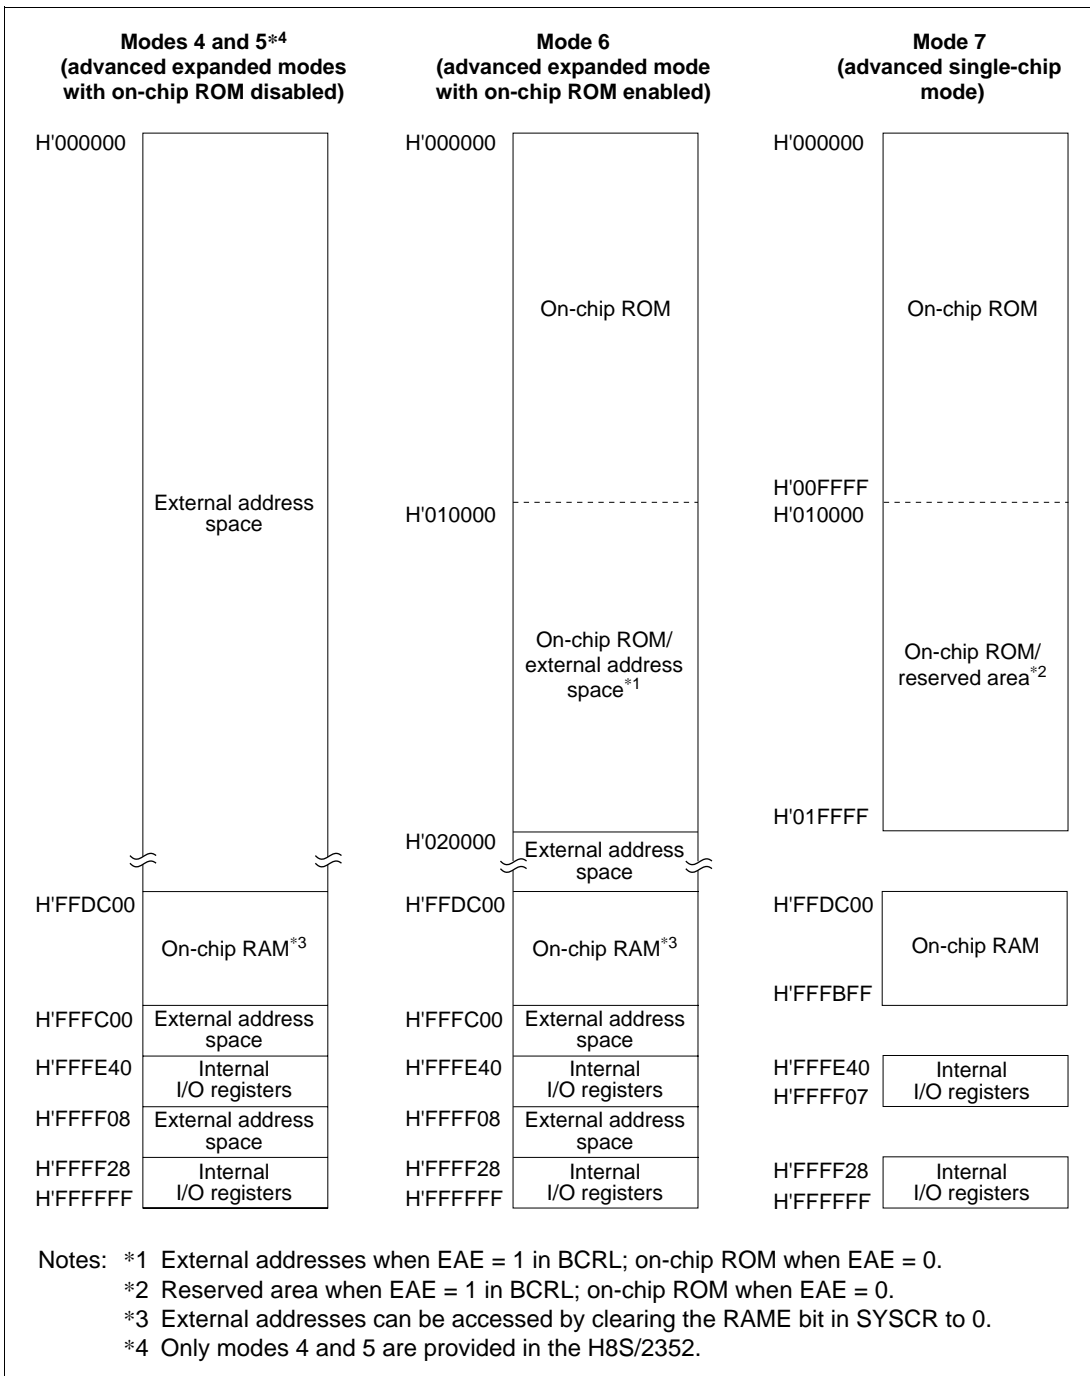 Modes 4 and 5*4
(advanced expanded modes
with on-chip ROM disabled)
H'000000
External address
space
H'FFDC00
On-chip RAM*3
H'FFFC00
External address
space
H'FFFE40
Internal
I/O registers
H'FFFF08
External address
space
H'FFFF28
Internal
I/O registers
H'FFFFFF
Mode 6
(advanced expanded mode
with on-chip ROM enabled)
H'000000
On-chip ROM
H'010000
On-chip ROM/
external address
space*1
H'020000
External address
space
H'FFDC00
On-chip RAM*3
H'FFFC00
External address
space
H'FFFE40
Internal
I/O registers
H'FFFF08
External address
space
H'FFFF28
Internal
I/O registers
H'FFFFFF
Mode 7
(advanced single-chip
mode)
H'000000
On-chip ROM
H'00FFFF
H'010000
On-chip ROM/
reserved area*2
H'01FFFF
H'FFDC00
On-chip RAM
H'FFFBFF
H'FFFE40
Internal
I/O registers
H'FFFF07
H'FFFF28
Internal
I/O registers
H'FFFFFF
Notes: *1 External addresses when EAE = 1 in BCRL; on-chip ROM when EAE = 0.
*2 Reserved area when EAE = 1 in BCRL; on-chip ROM when EAE = 0.
*3 External addresses can be accessed by clearing the RAME bit in SYSCR to 0.
*4 Only modes 4 and 5 are provided in the H8S/2352.